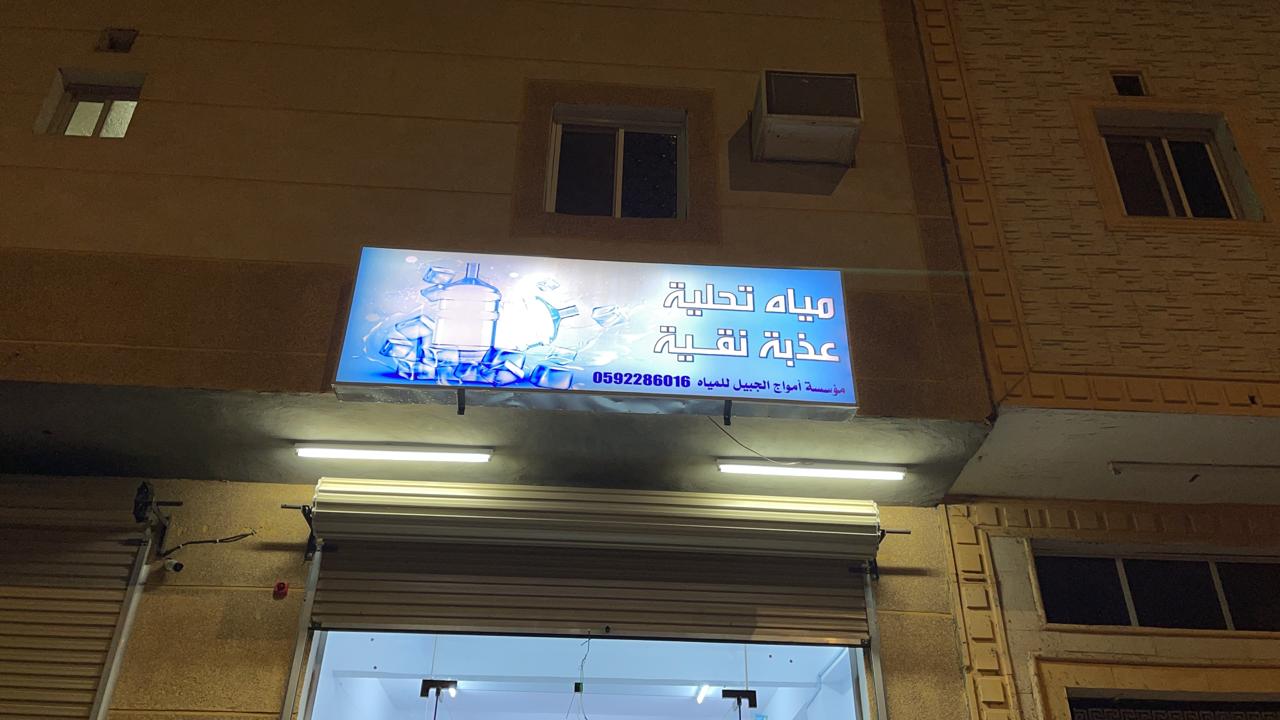 مياه تحلية
عذبة نقية
مؤسسة أمواج الجبيل للمياه 0592286016